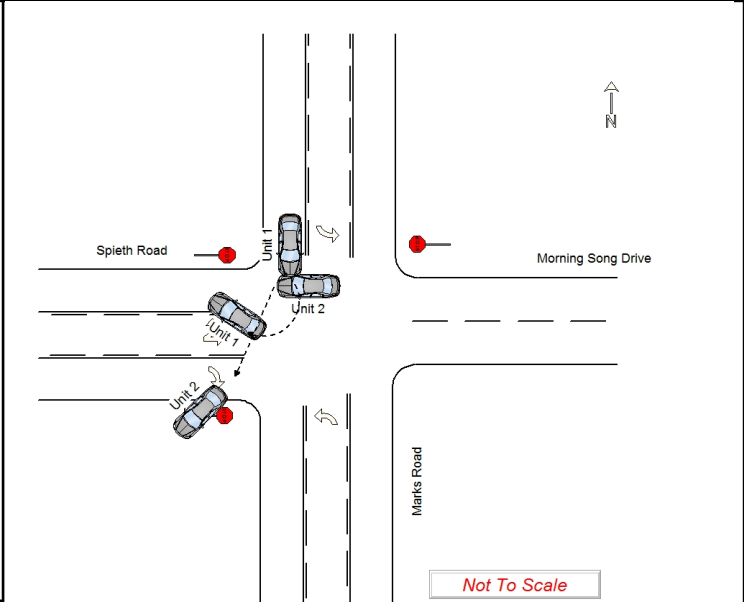 N
Spieth Road
Unit 1
Morning Song Drive
Unit 2
Unit 1
Unit 2
Marks Road
Not To Scale